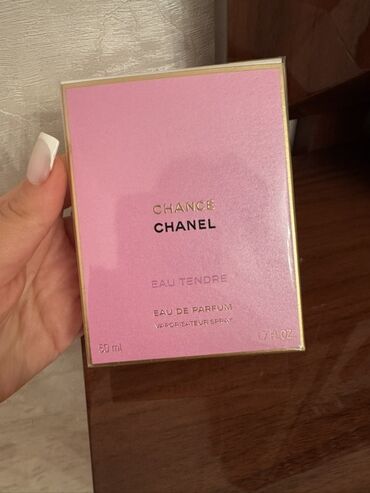 CHANCE
CHANEL
EAU TENDRE
EAU DE PARFUM
VAPORISATEUR SPRAY
50 ml 1.7 FL.OZ